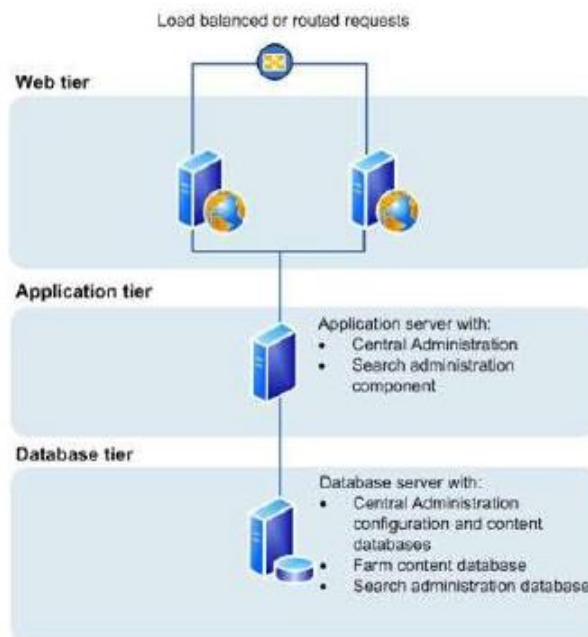 Load balanced or routed requests
Web tier
Application tier
Application server with:
• Central Administration
• Search administration
component
Database tier
Database server with:
• Central Administration
configuration and content
databases
• Farm content database
• Search administration database